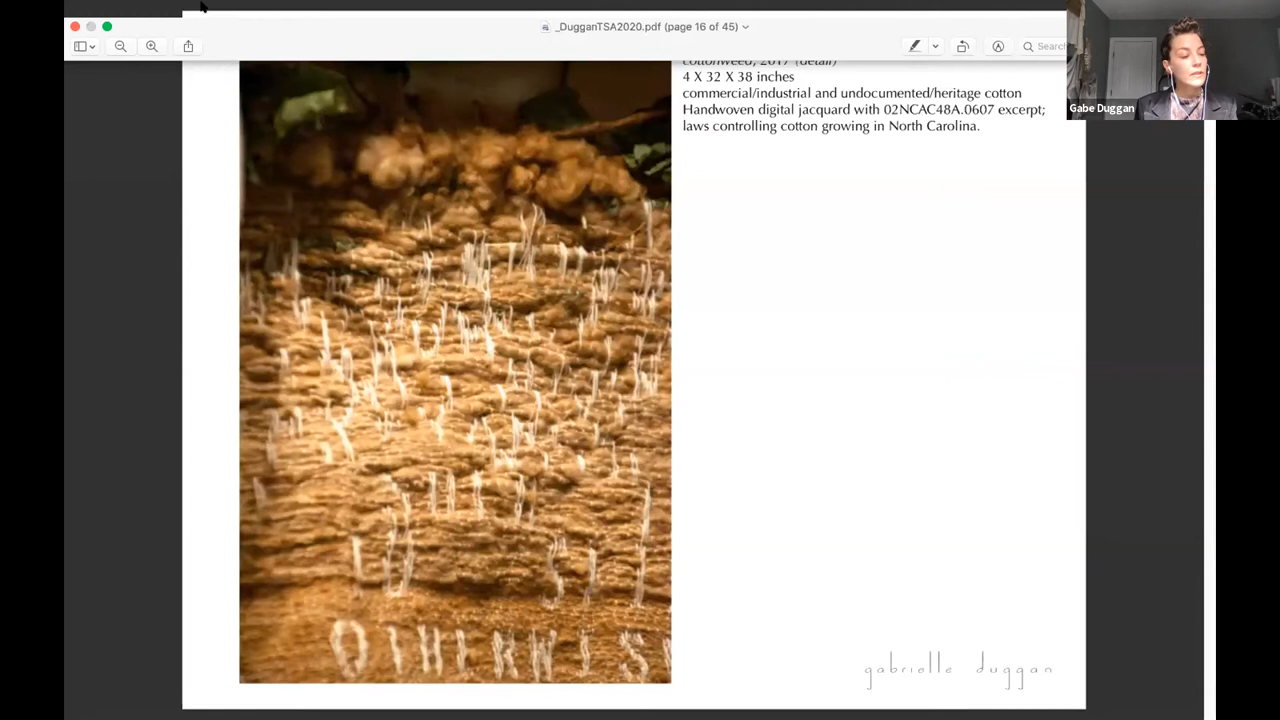 _DugganTSA2020.pdf (page 16 of 45)
Search
Gabe Duggan
cottonweed, 2017 (detail)
4 X 32 X 38 inches
commercial/industrial and undocumented/heritage cotton
Handwoven digital jacquard with 02NCAC48A.0607 excerpt;
laws controlling cotton growing in North Carolina.
gabrielle duggan